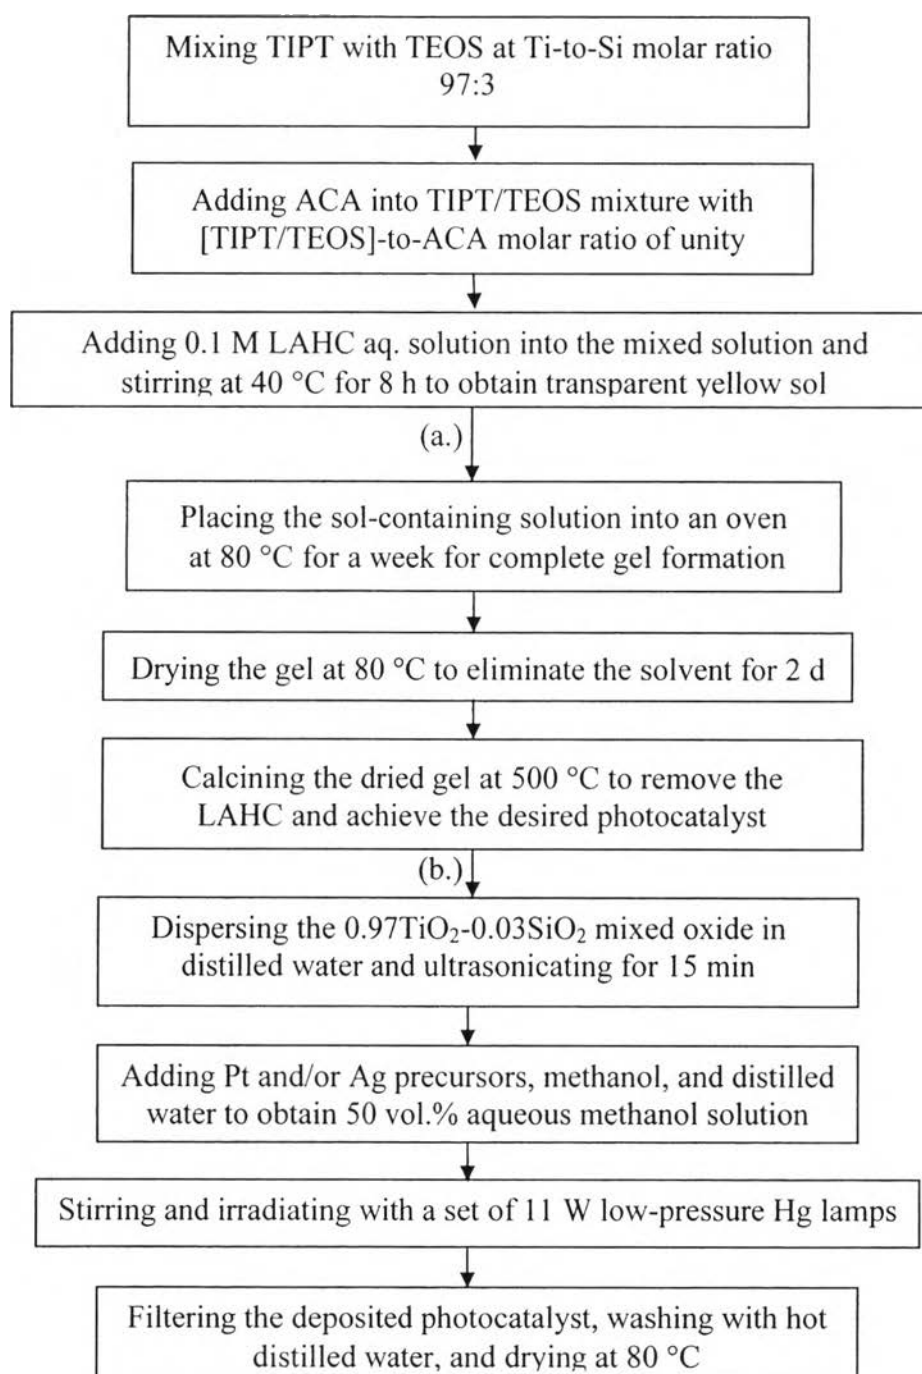 Mixing TIPT with TEOS at Ti-to-Si molar ratio
97:3
Adding ACA into TIPT/TEOS mixture with
[TIPT/TEOS]-to-ACA molar ratio of unity
Adding 0.1 M LAHC aq. solution into the mixed solution and
stirring at 40 °C for 8 h to obtain transparent yellow sol
(a.)
Placing the sol-containing solution into an oven
at 80 °C for a week for complete gel formation
Drying the gel at 80 °C to eliminate the solvent for 2 d
Calcining the dried gel at 500 °C to remove the
LAHC and achieve the desired photocatalyst
(b.)
Dispersing the 0.97TiO₂-0.03SiO₂ mixed oxide in
distilled water and ultrasonicating for 15 min
Adding Pt and/or Ag precursors, methanol, and distilled
water to obtain 50 vol.% aqueous methanol solution
Stirring and irradiating with a set of 11 W low-pressure Hg lamps
Filtering the deposited photocatalyst, washing with hot
distilled water, and drying at 80 °C